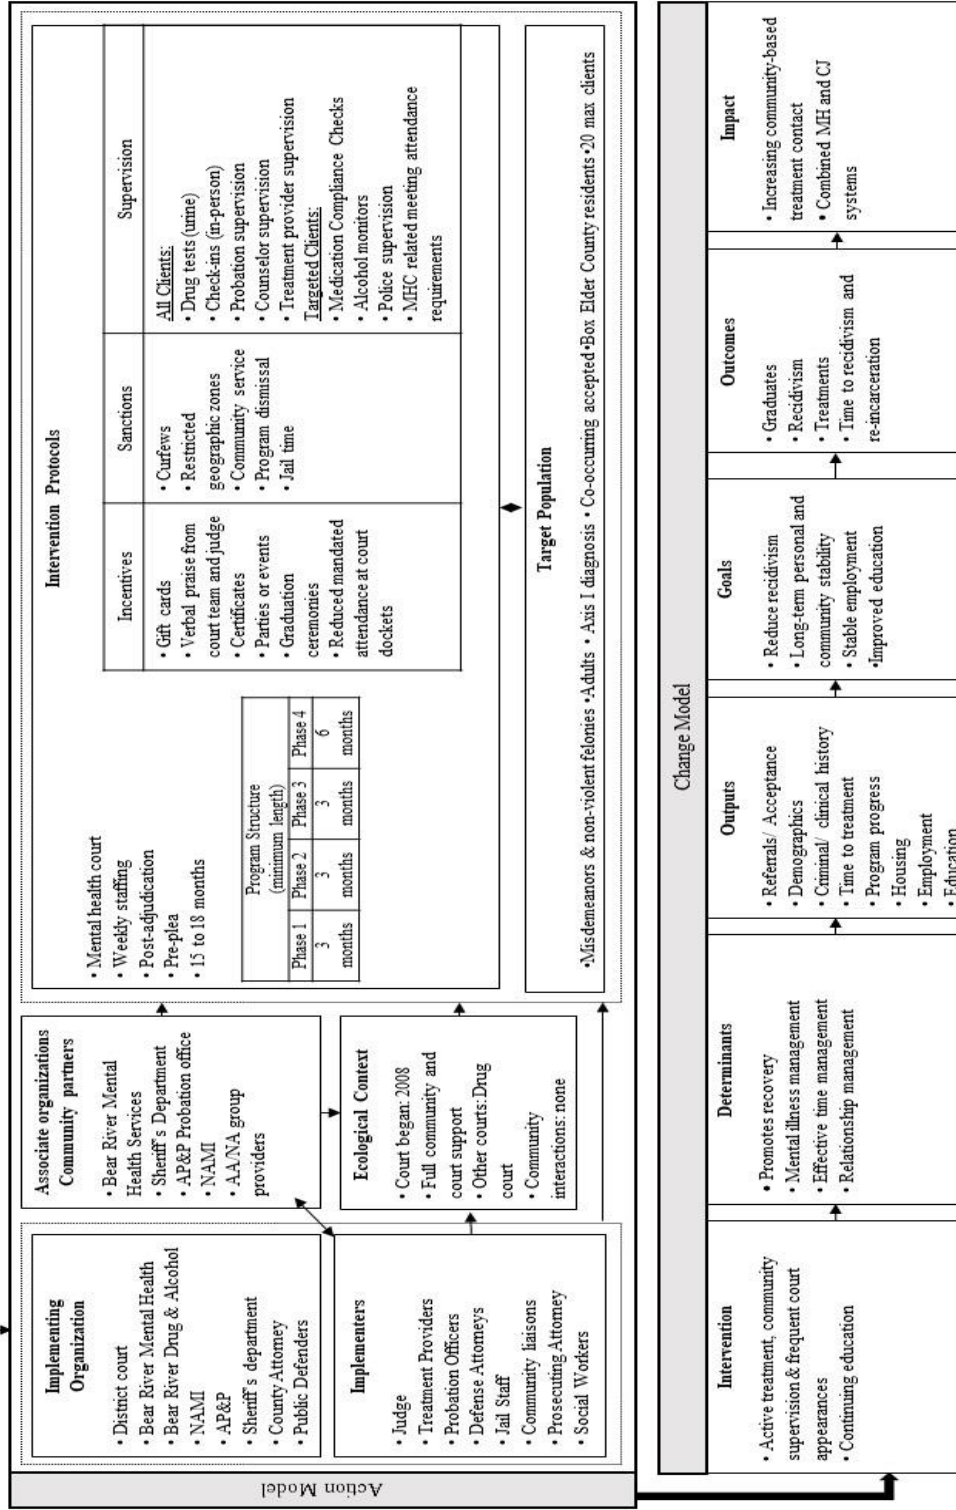 Action Model
Implementing
Organization
• District court
• Bear River Mental Health
• Bear River Drug & Alcohol
• NAMI
• AP&P
• Sheriff's department
• County Attorney
• Public Defenders
Implementers
• Judge
• Treatment Providers
• Probation Officers
• Defense Attorneys
• Jail Staff
• Community liaisons
• Prosecuting Attorney
• Social Workers
Associate organizations
Community partners
• Bear River Mental
Health Services
• Sheriff's Department
• AP&P Probation office
• NAMI
• AA/NA group
providers
Ecological Context
• Court began: 2008
• Full community and
court support
• Other courts: Drug
court
• Community
interactions: none
Intervention Protocols
• Mental health court
• Weekly staffing
• Post-adjudication
• Pre-plea
• 15 to 18 months
Program Structure
(minimum length)
Phase 1 Phase 2 Phase 3 Phase 4
3 3 3 6
months months months months
Incentives
• Gift cards
• Verbal praise from
court team and judge
• Certificates
• Parties or events
• Graduation
ceremonies
• Reduced mandated
attendance at court
dockets
Sanctions
• Curfews
• Restricted
geographic zones
• Community service
• Program dismissal
• Jail time
Supervision
All Clients:
• Drug tests (urine)
• Check-ins (in-person)
• Probation supervision
• Counselor supervision
• Treatment provider supervision
Targeted Clients:
• Medication Compliance Checks
• Alcohol monitors
• Police supervision
• MHC related meeting attendance
requirements
Target Population
•Misdemeanors & non-violent felonies •Adults • Axis I diagnosis • Co-occurring accepted •Box Elder County residents •20 max clients
Change Model
Intervention
• Active treatment, community
supervision & frequent court
appearances
• Continuing education
Determinants
• Promotes recovery
• Mental illness management
• Effective time management
• Relationship management
Outputs
• Referrals/ Acceptance
• Demographics
• Criminal/ clinical history
• Time to treatment
• Program progress
• Housing
• Employment
• Education
Goals
• Reduce recidivism
• Long-term personal and
community stability
• Stable employment
•Improved education
Outcomes
• Graduates
• Recidivism
• Treatments
• Time to recidivism and
re-incarceration
Impact
• Increasing community-based
treatment contact
• Combined MH and CJ
systems